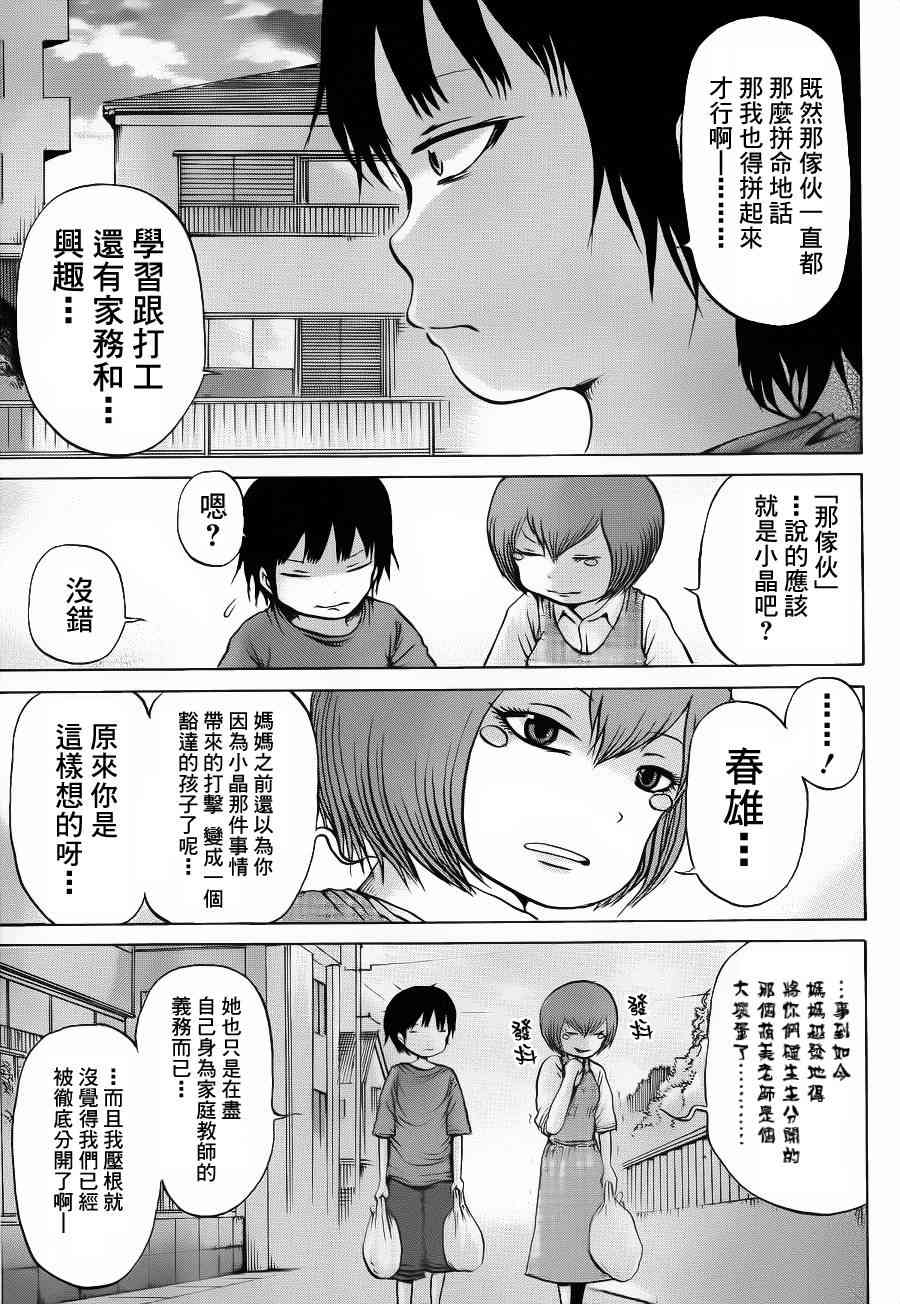 既然那傢伙一直都
那麼拼命地話
那我也得拼起來
才行啊ー………
學習跟打工
還有家務和…
興趣…
「那傢伙」
…說的應該
就是小晶吧?
嗯?
沒錯
……!
春雄…
媽媽之前還以為你
因為小晶那件事情
帶來的打擊 變成一個
豁達的孩子了呢…
原來你是
這樣想的呀…
…事到如今
媽媽越發地得
將你們硬生生分開的
那個萌美老師是個
大壞蛋了………
發抖
發抖
她也只是在盡
自己身為家庭教師的
義務而已…
…而且我壓根就
沒覺得我們已經
被徹底分開了啊ー